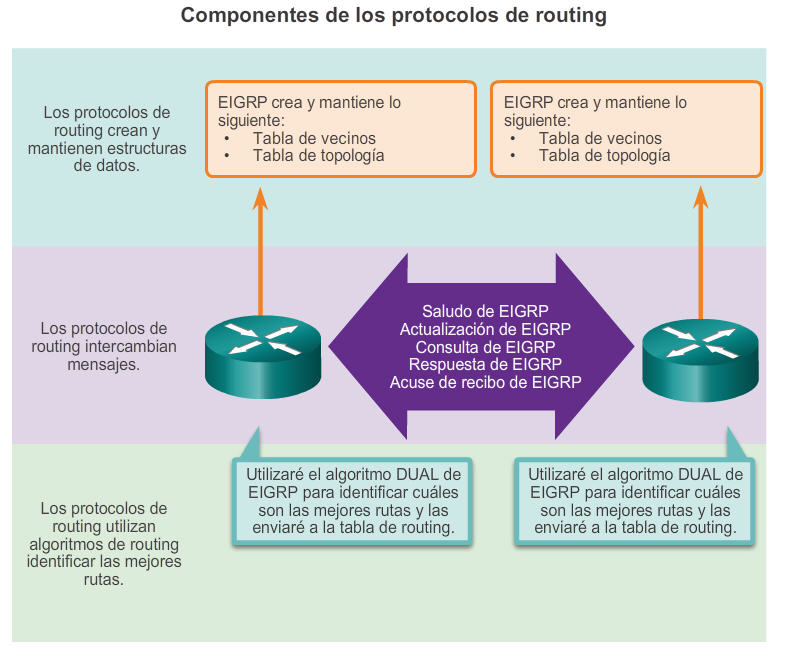 Componentes de los protocolos de routing
Los protocolos de
routing crean y
mantienen estructuras
de datos.
EIGRP crea y mantiene lo
siguiente:
• Tabla de vecinos
• Tabla de topología
EIGRP crea y mantiene lo
siguiente:
• Tabla de vecinos
• Tabla de topología
Los protocolos de
routing intercambian
mensajes.
Saludo de EIGRP
Actualización de EIGRP
Consulta de EIGRP
Respuesta de EIGRP
Acuse de recibo de EIGRP
Los protocolos de
routing utilizan
algoritmos de routing
identificar las mejores
rutas.
Utilizaré el algoritmo DUAL de
EIGRP para identificar cuáles
son las mejores rutas y las
enviaré a la tabla de routing.
Utilizaré el algoritmo DUAL de
EIGRP para identificar cuáles
son las mejores rutas y las
enviaré a la tabla de routing.